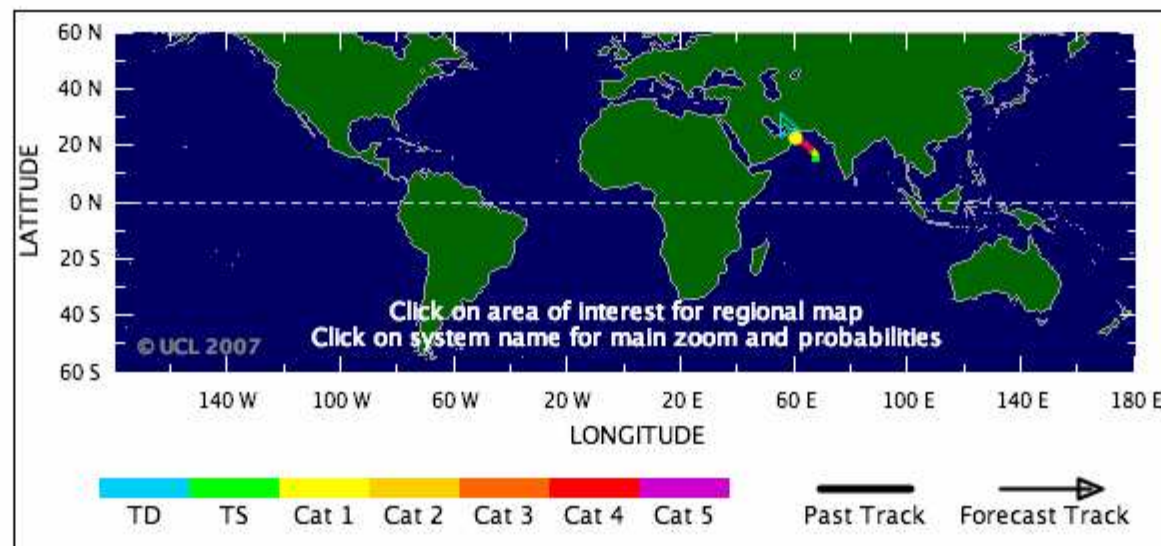 60 N
40 N
20 N
0 N
20 S
40 S
60 S
LATITUDE
Click on area of interest for regional map
Click on system name for main zoom and probabilities
© UCL 2007
140 W 100 W 60 W 20 W 20 E 60 E 100 E 140 E 180 E
LONGITUDE
TD TS Cat 1 Cat 2 Cat 3 Cat 4 Cat 5 Past Track Forecast Track